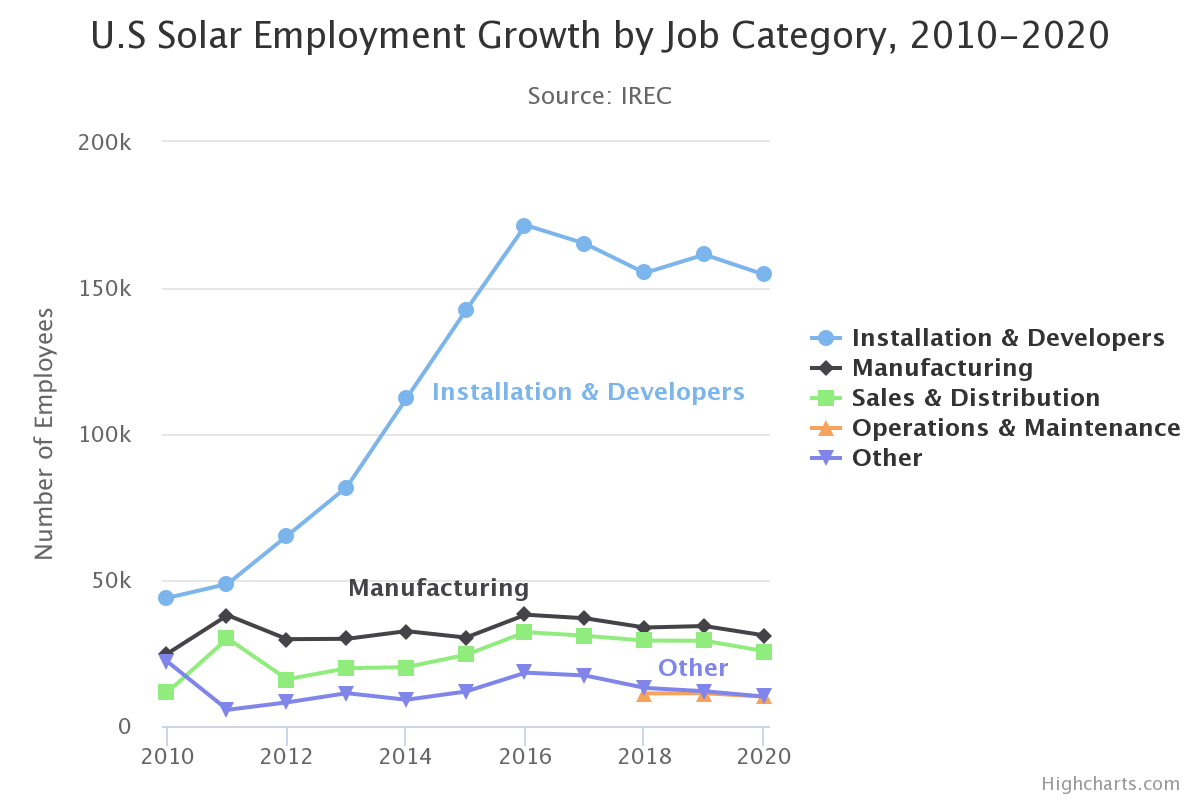 U.S Solar Employment Growth by Job Category, 2010-2020
Source: IREC
Number of Employees
200k
150k
100k
50k
0
Installation & Developers
Manufacturing
Other
2010
2012
2014
2016
2018
2020
Installation & Developers
Manufacturing
Sales & Distribution
Operations & Maintenance
Other
Highcharts.com